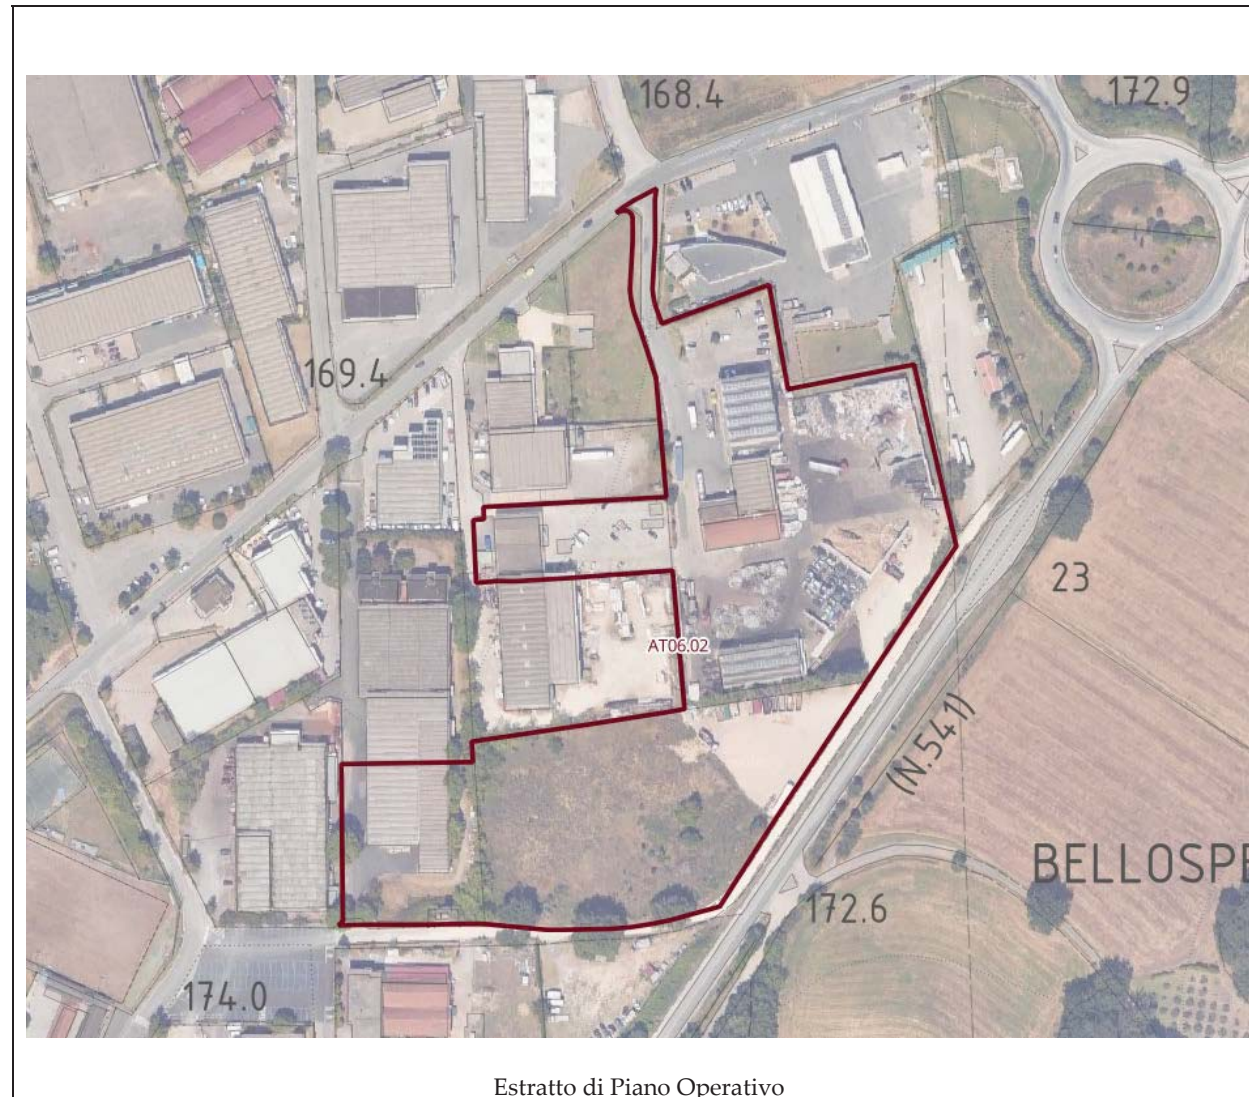 168.4
172.9
169.4
23
AT06.02
(N.541)
BELLOSPE
172.6
174.0
Estratto di Piano Operativo